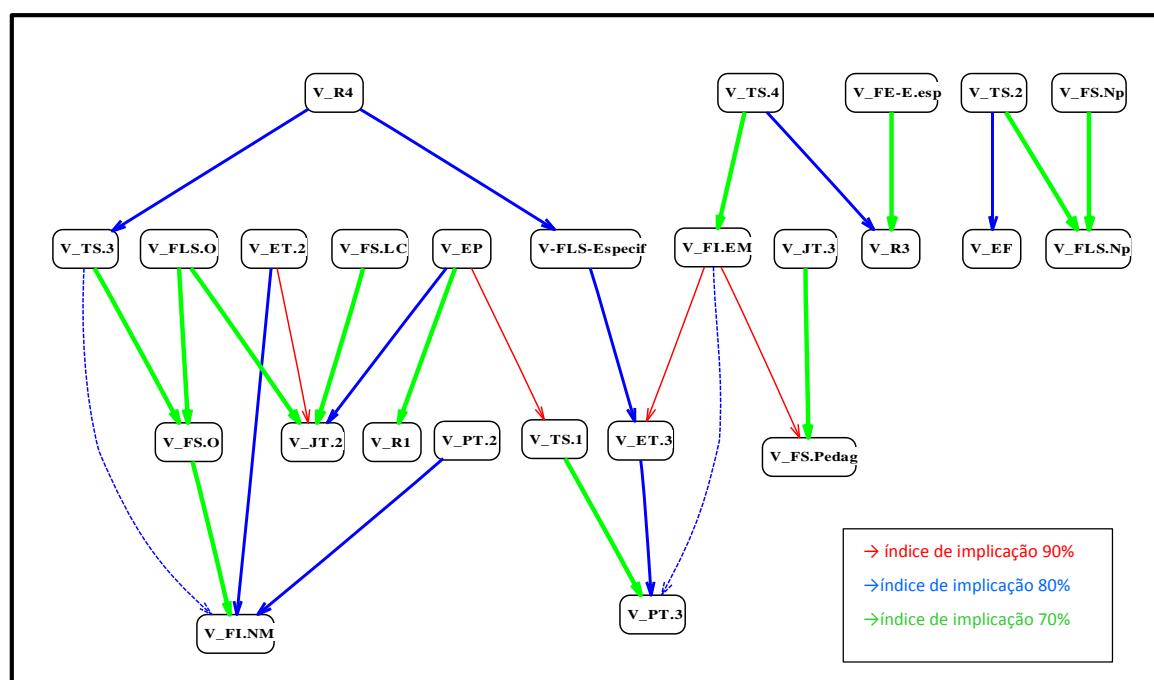 V_R4
V_TS.4
V_FE-E.esp
V_TS.2
V_FS.Np
V_TS.3
V_FLS.O
V_ET.2
V_FS.LC
V_EP
V-FLS-Especif
V_FI.EM
V_JT.3
V_R3
V_EF
V_FLS.Np
V_FS.O
V_JT.2
V_R1
V_PT.2
V_TS.1
V_ET.3
V_FS.Pedag
V_FI.NM
V_PT.3
→ índice de implicação 90%
→índice de implicação 80%
→índice de implicação 70%